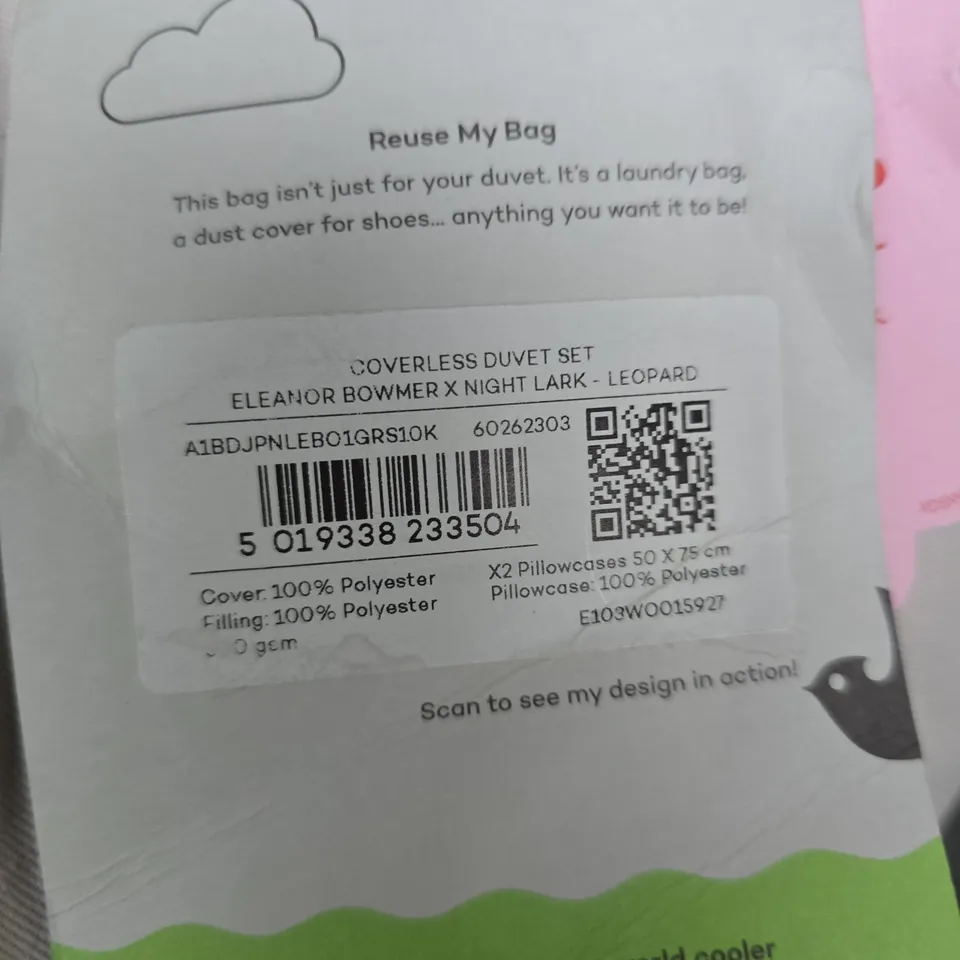 Reuse My Bag
This bag isn't just for your duvet. It's a laundry bag,
a dust cover for shoes... anything you want it to be!
COVERLESS DUVET SET
ELEANOR BOWMER X NIGHT LARK - LEOPARD
A1BDJPNLEBO1GRS10K 60262303
5 019338 233504
Cover: 100% Polyester
Filling: 100% Polyester
gsm
X2 Pillowcases 50 X 75 cm
Pillowcase: 100% Polyester
E103WO015927
Scan to see my design in action!
cooler